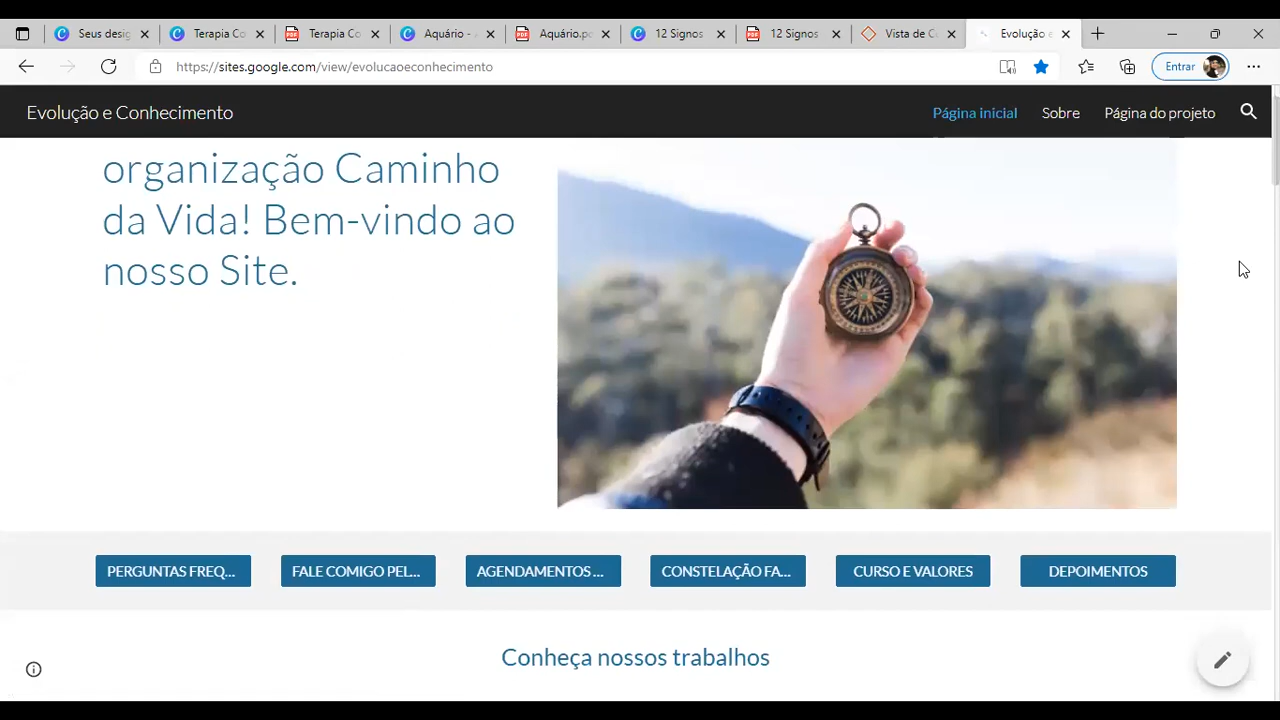 Seus desig
Terapia Co
Terapia Co
Aquário - A
Aquário.po
12 Signos
12 Signos
Vista de C
Evolução e
https://sites.google.com/view/evolucaoeconhecimento
Entrar
Evolução e Conhecimento
Página inicial
Sobre
Página do projeto
organização Caminho
da Vida! Bem-vindo ao
nosso Site.
PERGUNTAS FREQ...
FALE COMIGO PEL...
AGENDAMENTOS ...
CONSTELAÇÃO FA...
CURSO E VALORES
DEPOIMENTOS
Conheça nossos trabalhos